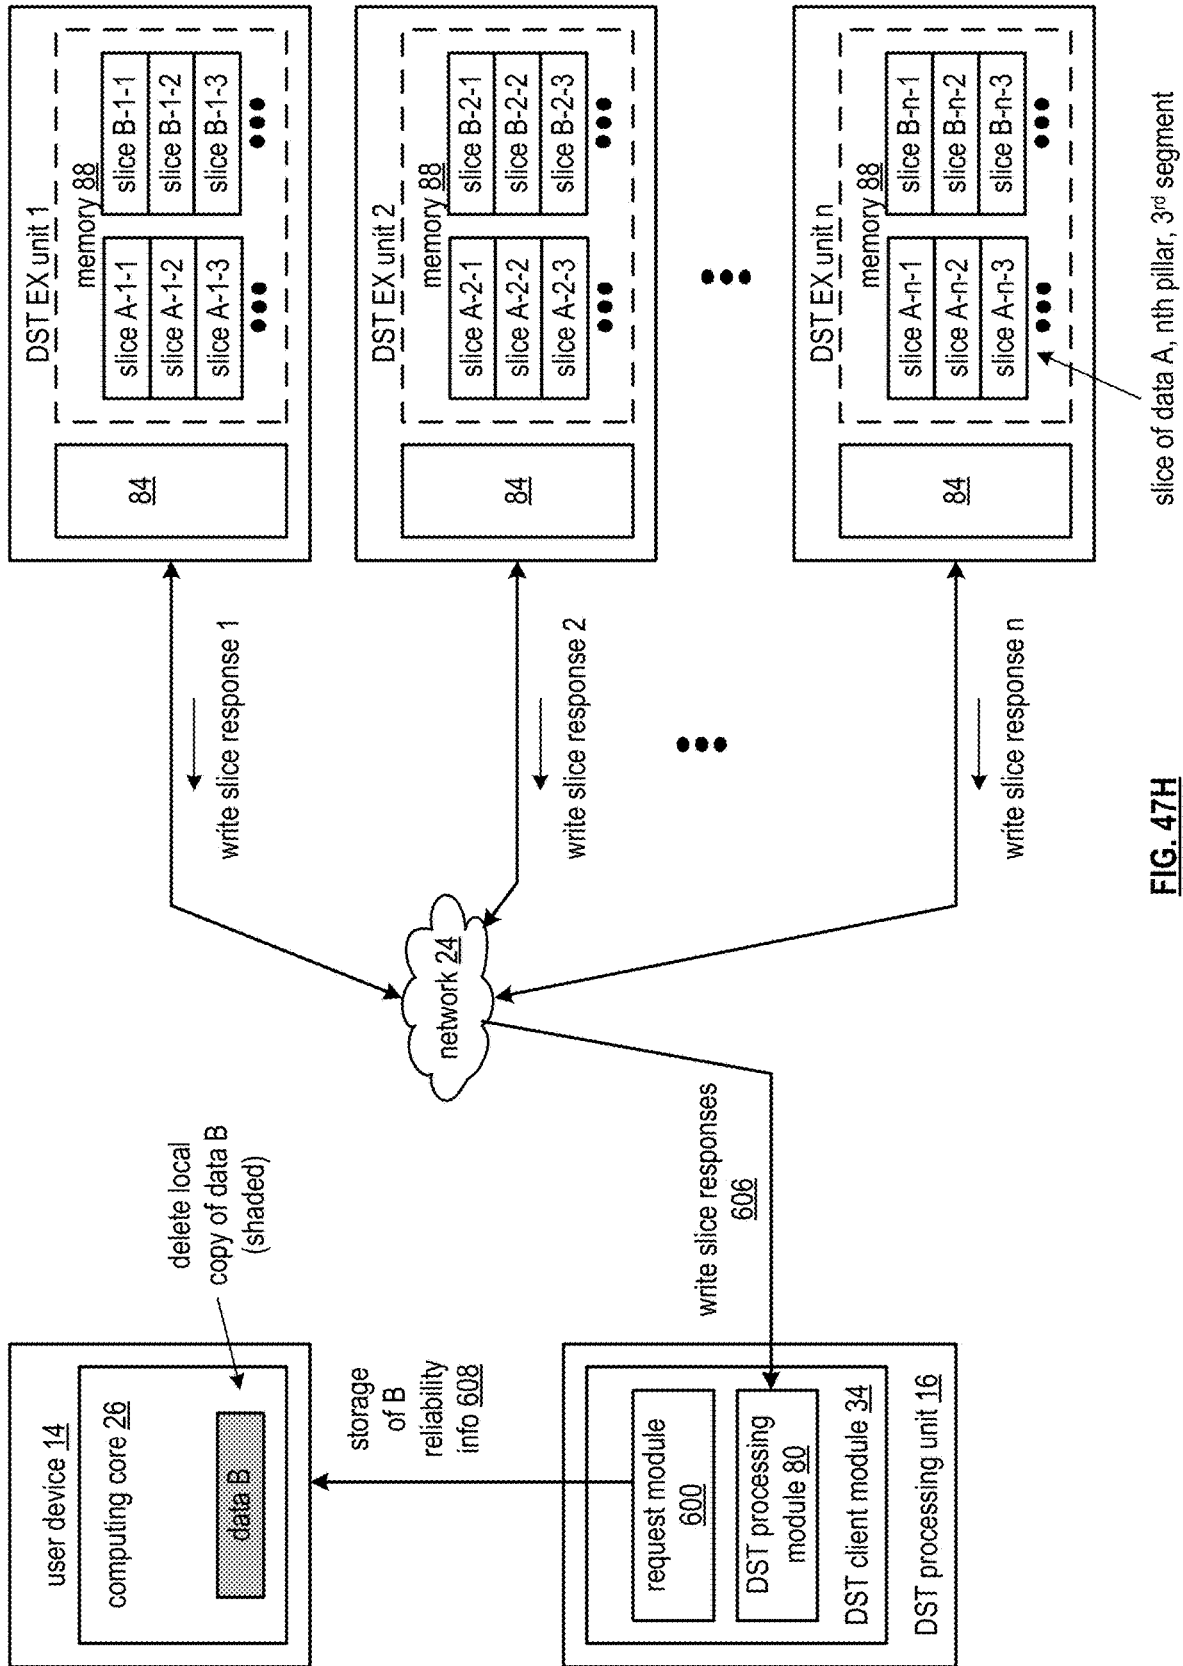 user device 14
computing core 26
data B
delete local
copy of data B
(shaded)
storage
of B
reliability
info 608
request module
600
DST processing
module 80
DST client module 34
DST processing unit 16
write slice responses
606
network 24
write slice response 1
write slice response 2
write slice response n
DST EX unit 1
84
memory 88
slice A-1-1
slice A-1-2
slice A-1-3
slice B-1-1
slice B-1-2
slice B-1-3
DST EX unit 2
84
memory 88
slice A-2-1
slice A-2-2
slice A-2-3
slice B-2-1
slice B-2-2
slice B-2-3
DST EX unit n
84
memory 88
slice A-n-1
slice A-n-2
slice A-n-3
slice B-n-1
slice B-n-2
slice B-n-3
slice of data A, nth pillar, 3rd segment
FIG. 47H